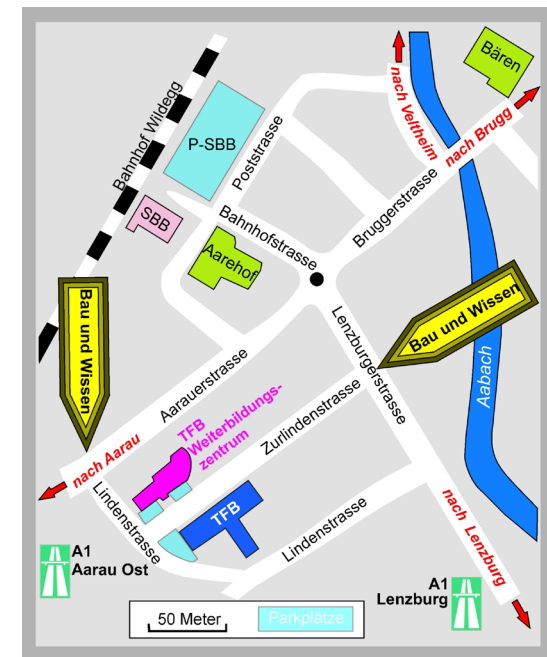 Bären
nach Veltheim
nach Brugg
Bahnhof Wildegg
P-SBB
Poststrasse
SBB
Bahnhofstrasse
Bruggerstrasse
Aarehof
Bau und Wissen
Bau und Wissen
Aabach
Lenzburgerstrasse
Aarauerstrasse
TFB
Weiterbildungs-
zentrum
Zurlindenstrasse
nach Aarau
Lindenstrasse
TFB
Lindenstrasse
nach Lenzburg
A1
Aarau Ost
A1
Lenzburg
50 Meter
Parkplätze